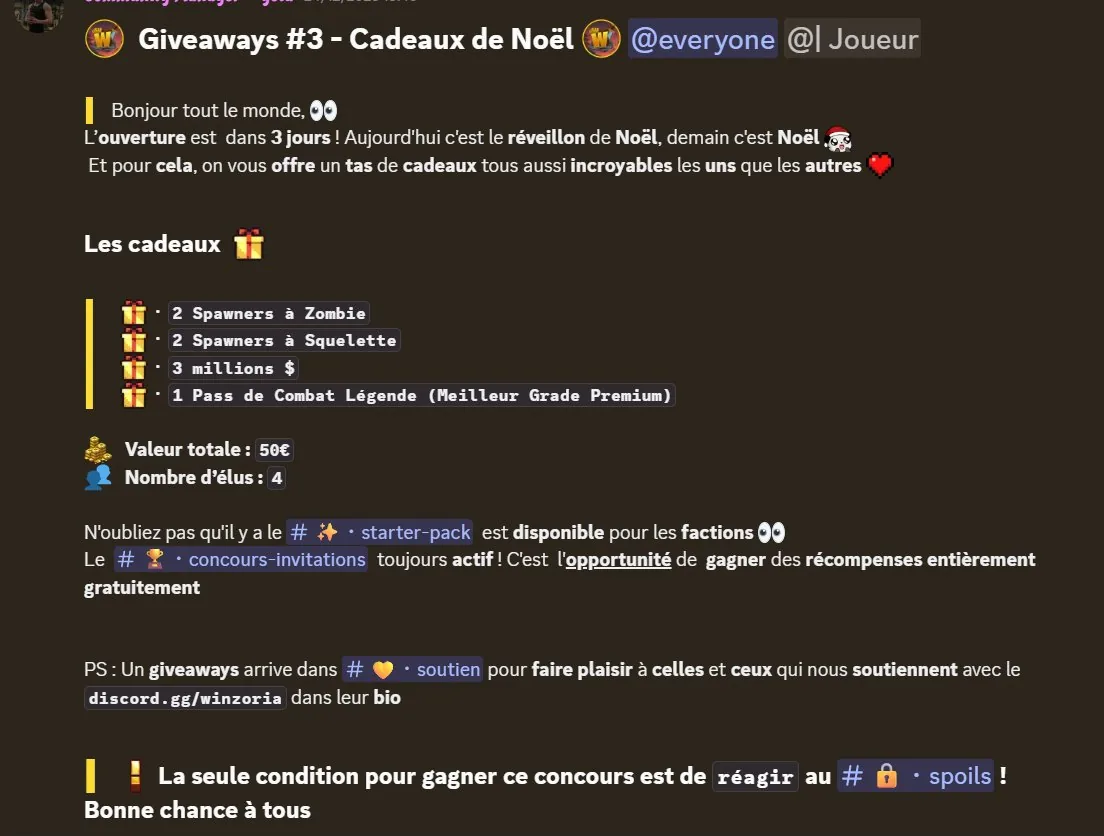 Giveaways #3 - Cadeaux de Noël @everyone @| Joueur
Bonjour tout le monde,
L'ouverture est dans 3 jours ! Aujourd'hui c'est le réveillon de Noël, demain c'est Noël
Et pour cela, on vous offre un tas de cadeaux tous aussi incroyables les uns que les autres
Les cadeaux
· 2 Spawners à Zombie
· 2 Spawners à Squelette
· 3 millions $
· 1 Pass de Combat Légende (Meilleur Grade Premium)
Valeur totale : 50€
Nombre d’élus : 4
N'oubliez pas qu'il y a le # ✨・starter-pack est disponible pour les factions
Le # 🏆・concours-invitations toujours actif ! C'est l'opportunité de gagner des récompenses entièrement
gratuitement
PS : Un giveaways arrive dans # 💛・soutien pour faire plaisir à celles et ceux qui nous soutiennent avec le
discord.gg/winzoria dans leur bio
❗ La seule condition pour gagner ce concours est de réagir au # 🔒・spoils !
Bonne chance à tous